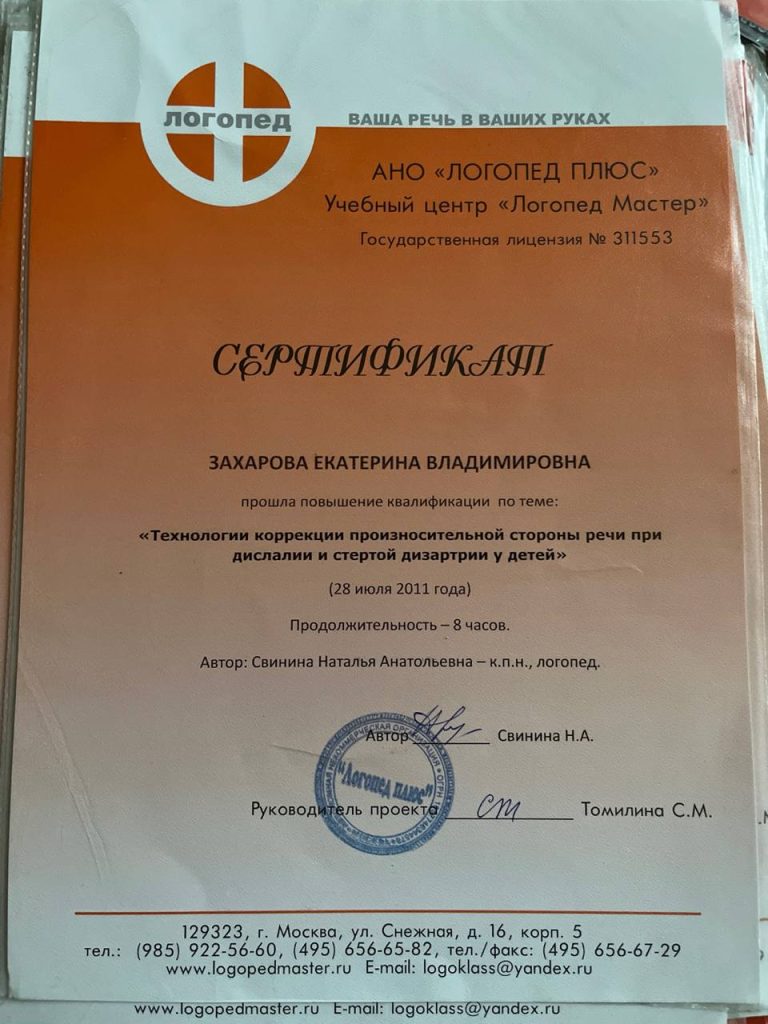 логопед
ВАША РЕЧЬ В ВАШИХ РУКАХ
АНО «ЛОГОПЕД ПЛЮС»
Учебный центр «Логопед Мастер»
Государственная лицензия № 311553
СЕРТИФИКАТ
ЗАХАРОВА ЕКАТЕРИНА ВЛАДИМИРОВНА
прошла повышение квалификации по теме:
«Технологии коррекции произносительной стороны речи при
дислалии и стертой дизартрии у детей»
(28 июля 2011 года)
Продолжительность – 8 часов.
Автор: Свинина Наталья Анатольевна – к.п.н., логопед.
Автор Свинина Н.А.
"Логопед плюс"
НЕКОММЕРЧЕСКАЯ ОРГАНИЗАЦИЯ
Руководитель проекта Томилина С.М.
129323, г. Москва, ул. Снежная, д. 16, корп. 5
тел.: (985) 922-56-60, (495) 656-65-82, тел./факс: (495) 656-67-29
www.logopedmaster.ru E-mail: logoklass@yandex.ru
www.logopedmaster.ru E-mail: logoklass@yandex.ru